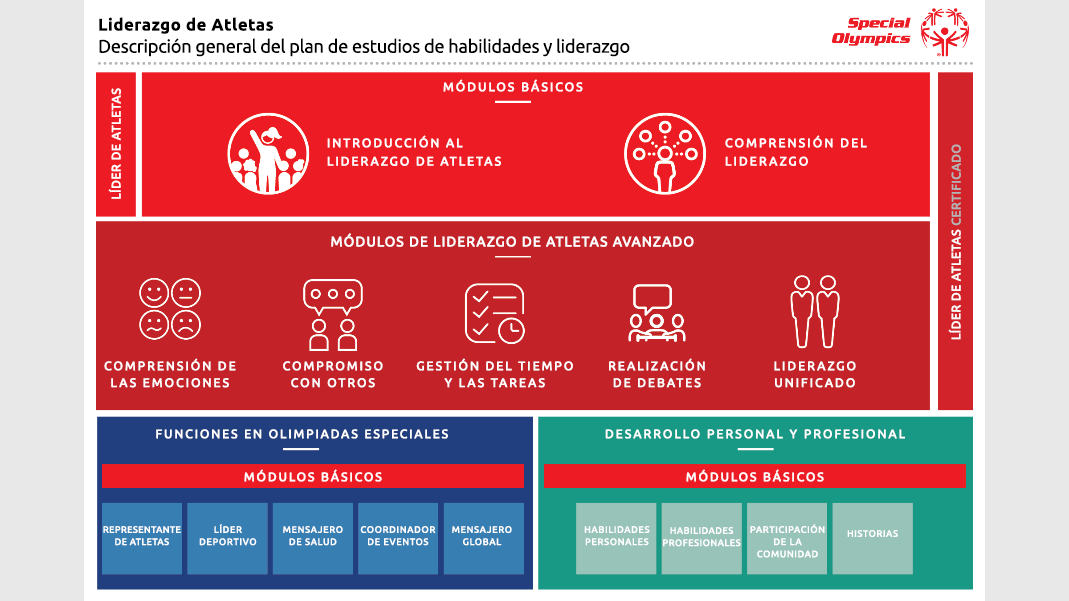 Liderazgo de Atletas
Descripción general del plan de estudios de habilidades y liderazgo
Special
Olympics
LÍDER DE ATLETAS
MÓDULOS BÁSICOS
INTRODUCCIÓN AL
LIDERAZGO DE ATLETAS
COMPRENSIÓN DEL
LIDERAZGO
LÍDER DE ATLETAS CERTIFICADO
MÓDULOS DE LIDERAZGO DE ATLETAS AVANZADO
COMPRENSIÓN DE
LAS EMOCIONES
COMPROMISO
CON OTROS
GESTIÓN DEL TIEMPO
Y LAS TAREAS
REALIZACIÓN
DE DEBATES
LIDERAZGO
UNIFICADO
FUNCIONES EN OLIMPIADAS ESPECIALES
MÓDULOS BÁSICOS
REPRESENTANTE
DE ATLETAS
LÍDER
DEPORTIVO
MENSAJERO
DE SALUD
COORDINADOR
DE EVENTOS
MENSAJERO
GLOBAL
DESARROLLO PERSONAL Y PROFESIONAL
MÓDULOS BÁSICOS
HABILIDADES
PERSONALES
HABILIDADES
PROFESIONALES
PARTICIPACIÓN
DE LA
COMUNIDAD
HISTORIAS